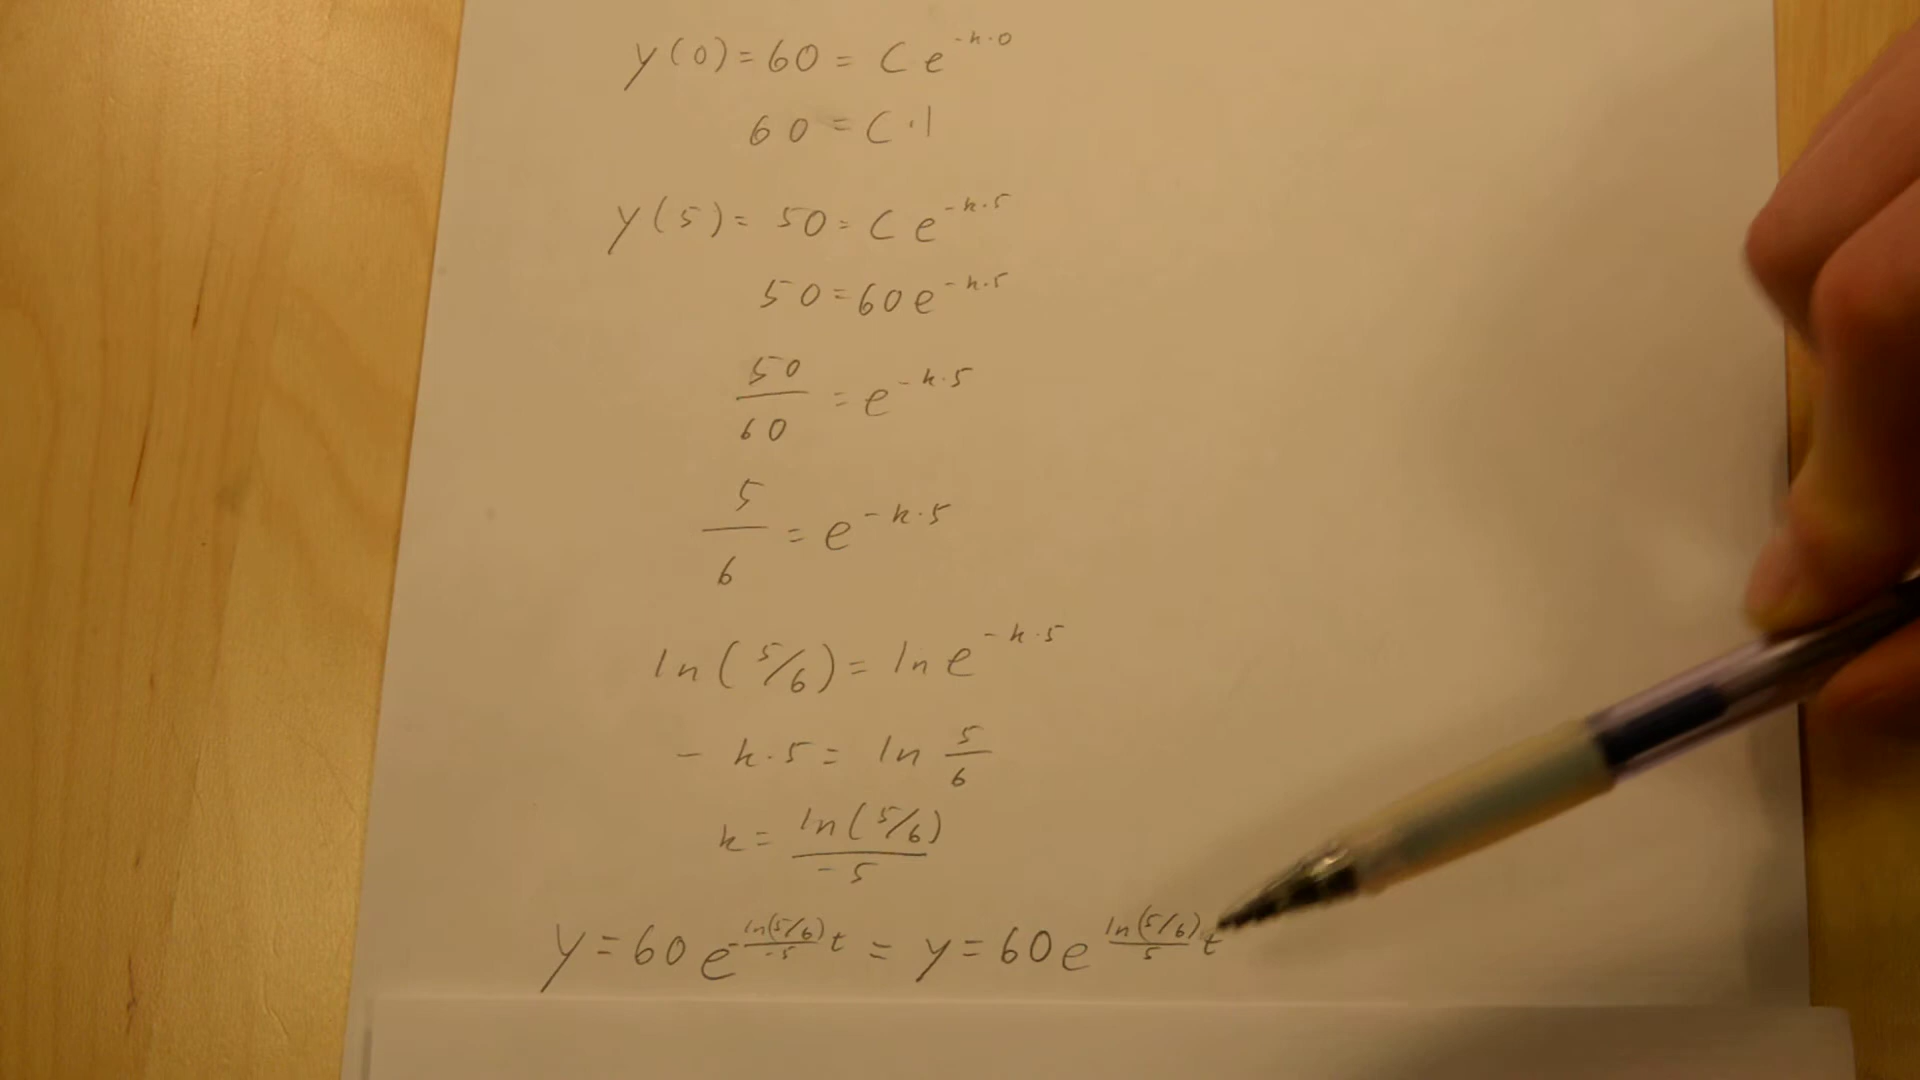 y(0)=60 = Ce^{-k·0}
60 = C·1
y(5) = 50 = Ce^{-k·5}
50 = 60e^{-k·5}
50/60 = e^{-k·5}
5/6 = e^{-k·5}
ln(5/6) = ln e^{-k·5}
-k·5 = ln 5/6
k = ln(5/6)/-5
y=60e^{-ln(5/6)/-5 t} = y=60e^{ln(5/6)/5 t}